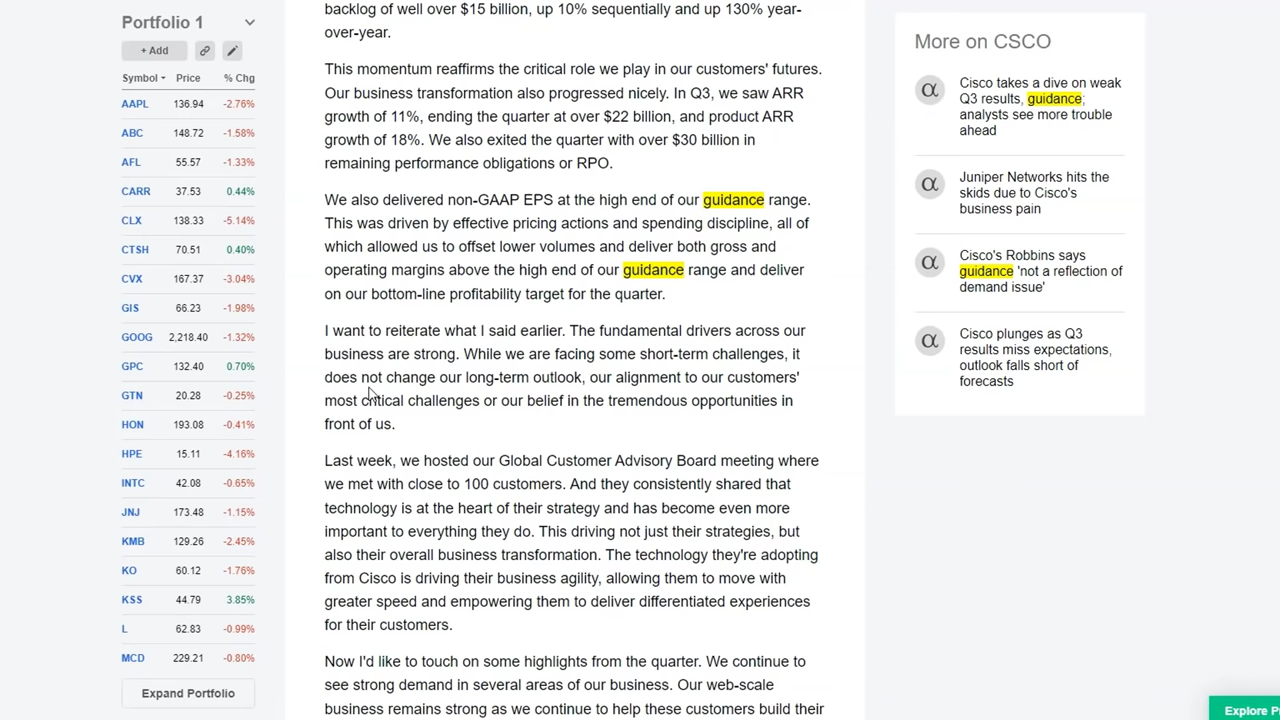 Portfolio 1
+ Add
Symbol Price % Chg
AAPL 136.94 -2.76%
ABC 148.72 -1.58%
AFL 55.57 -1.33%
CARR 37.53 0.44%
CLX 138.33 -5.14%
CTSH 70.51 0.40%
CVX 167.37 -3.04%
GIS 66.23 -1.98%
GOOG 2,218.40 -1.32%
GPC 132.40 0.70%
GTN 20.28 -0.25%
HON 193.08 -0.41%
HPE 15.11 -4.16%
INTC 42.08 -0.65%
JNJ 173.48 -1.15%
KMB 129.26 -2.45%
KO 60.12 -1.76%
KSS 44.79 3.85%
L 62.83 -0.99%
MCD 229.21 -0.80%
Expand Portfolio
backlog of well over $15 billion, up 10% sequentially and up 130% year-
over-year.
This momentum reaffirms the critical role we play in our customers' futures.
Our business transformation also progressed nicely. In Q3, we saw ARR
growth of 11%, ending the quarter at over $22 billion, and product ARR
growth of 18%. We also exited the quarter with over $30 billion in
remaining performance obligations or RPO.
We also delivered non-GAAP EPS at the high end of our guidance range.
This was driven by effective pricing actions and spending discipline, all of
which allowed us to offset lower volumes and deliver both gross and
operating margins above the high end of our guidance range and deliver
on our bottom-line profitability target for the quarter.
I want to reiterate what I said earlier. The fundamental drivers across our
business are strong. While we are facing some short-term challenges, it
does not change our long-term outlook, our alignment to our customers'
most critical challenges or our belief in the tremendous opportunities in
front of us.
Last week, we hosted our Global Customer Advisory Board meeting where
we met with close to 100 customers. And they consistently shared that
technology is at the heart of their strategy and has become even more
important to everything they do. This driving not just their strategies, but
also their overall business transformation. The technology they're adopting
from Cisco is driving their business agility, allowing them to move with
greater speed and empowering them to deliver differentiated experiences
for their customers.
Now I'd like to touch on some highlights from the quarter. We continue to
see strong demand in several areas of our business. Our web-scale
business remains strong as we continue to help these customers build their
More on CSCO
Cisco takes a dive on weak
Q3 results, guidance;
analysts see more trouble
ahead
Juniper Networks hits the
skids due to Cisco's
business pain
Cisco's Robbins says
guidance 'not a reflection of
demand issue'
Cisco plunges as Q3
results miss expectations,
outlook falls short of
forecasts
Explore